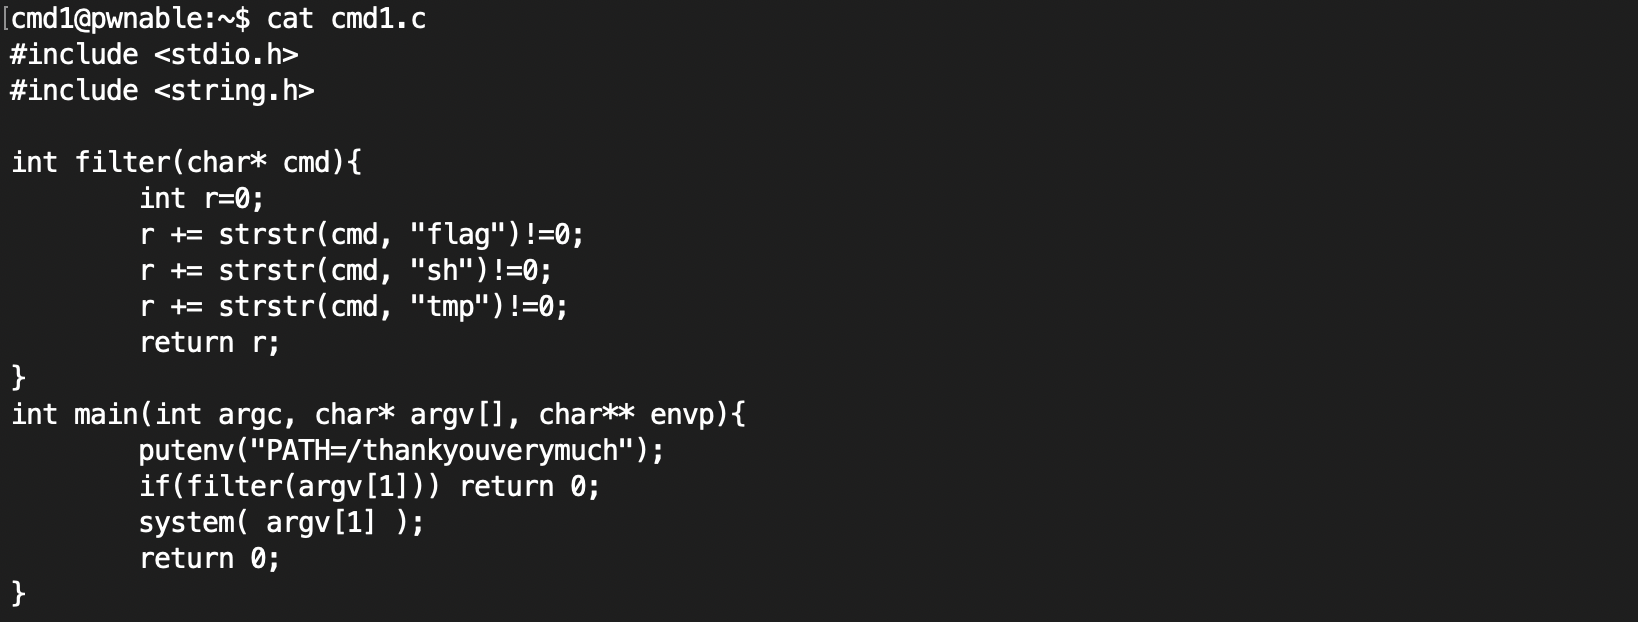 [cmd1@pwnable:~$ cat cmd1.c
#include <stdio.h>
#include <string.h>

int filter(char* cmd){
        int r=0;
        r += strstr(cmd, "flag")!=0;
        r += strstr(cmd, "sh")!=0;
        r += strstr(cmd, "tmp")!=0;
        return r;
}
int main(int argc, char* argv[], char** envp){
        putenv("PATH=/thankyouverymuch");
        if(filter(argv[1])) return 0;
        system( argv[1] );
        return 0;
}